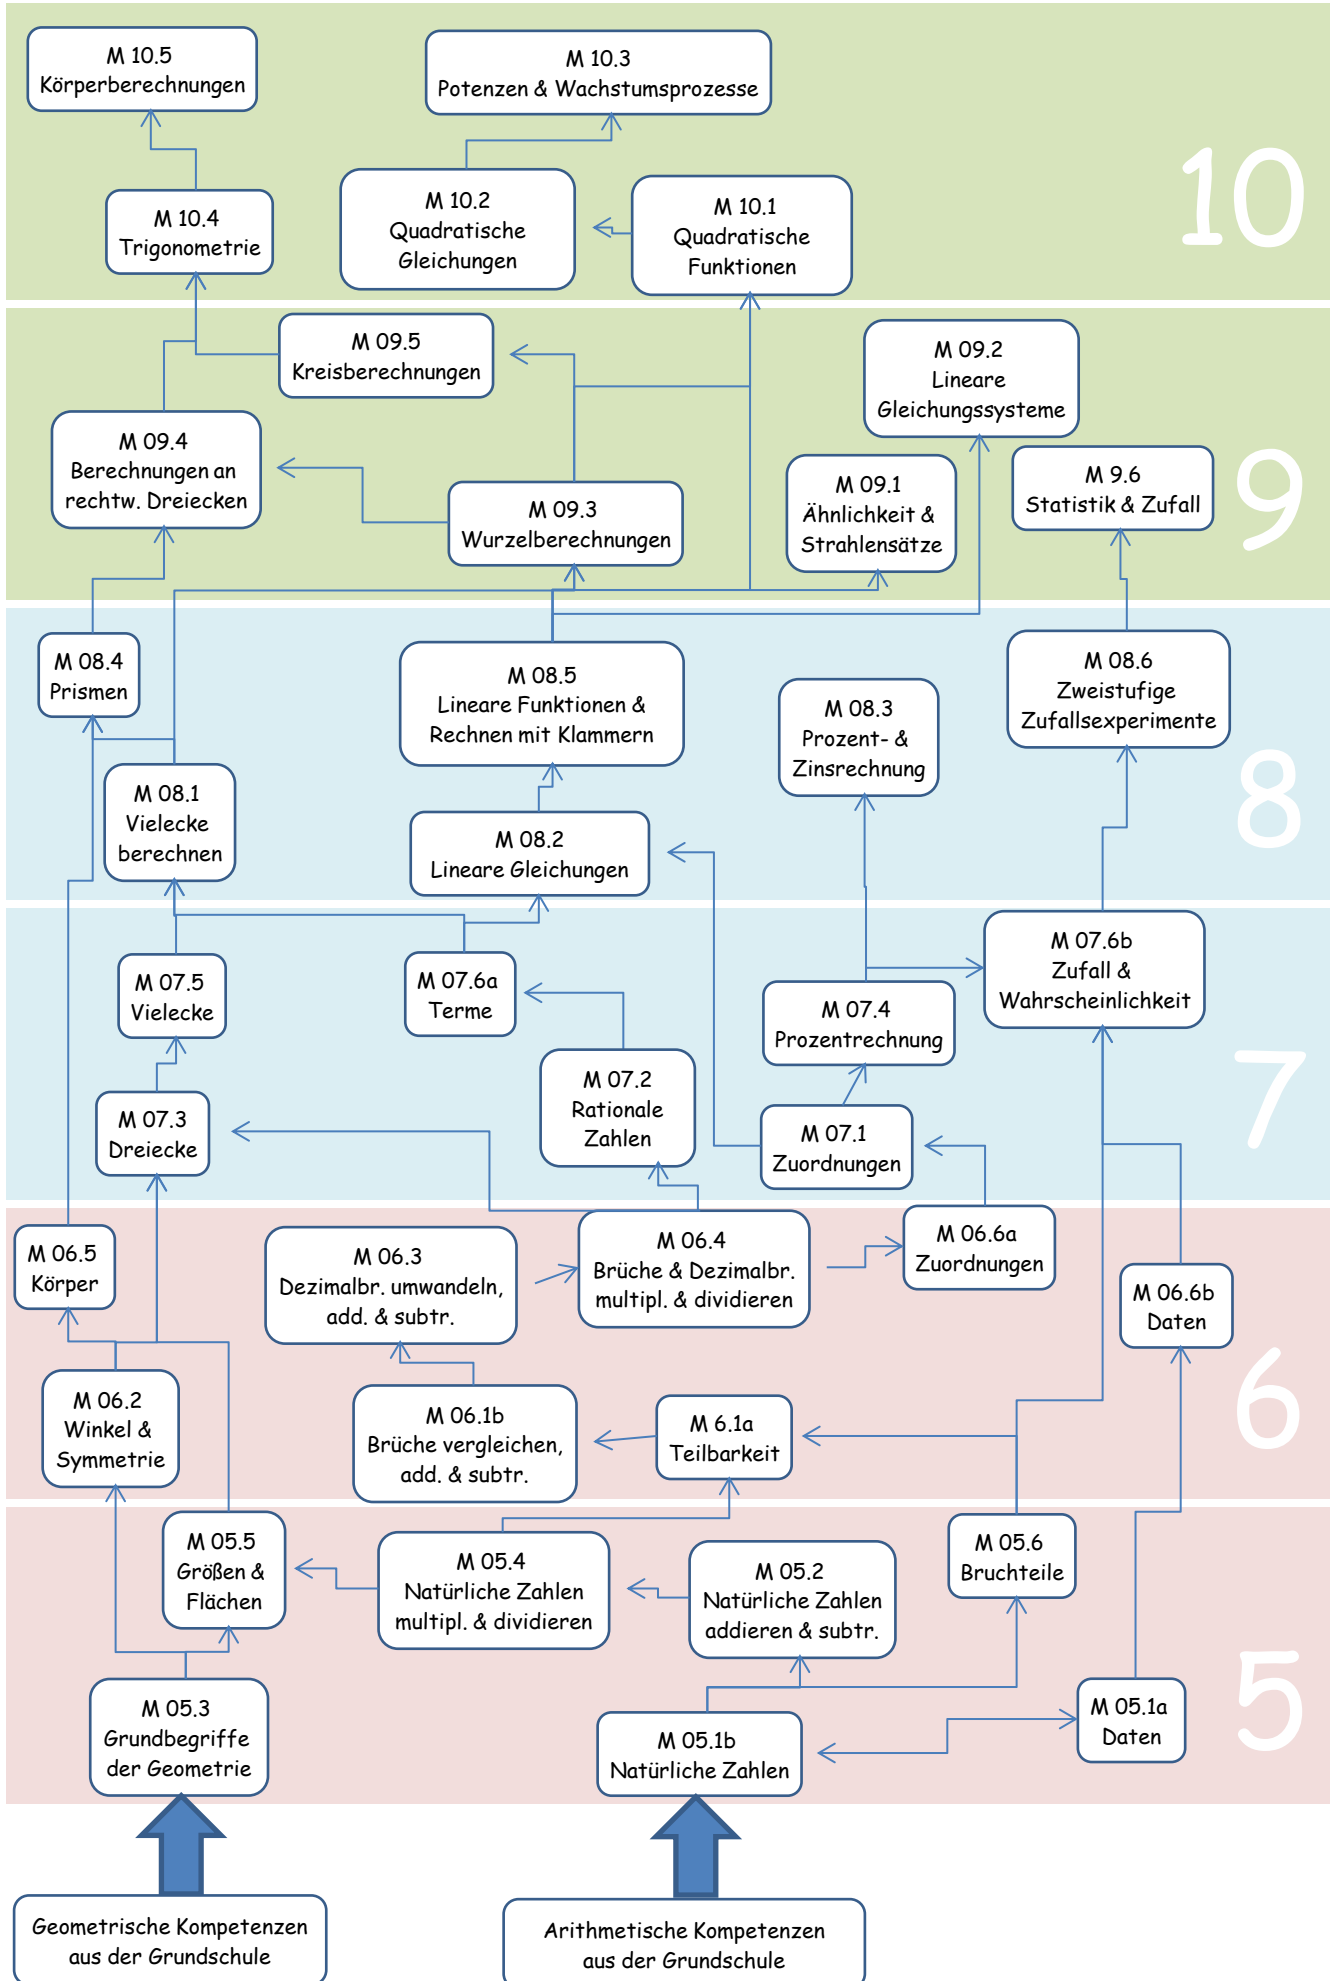 M 10.5
Körperberechnungen
M 10.3
Potenzen & Wachstumsprozesse
M 10.4
Trigonometrie
M 10.2
Quadratische
Gleichungen
M 10.1
Quadratische
Funktionen
10
M 09.5
Kreisberechnungen
M 09.2
Lineare
Gleichungssysteme
M 09.4
Berechnungen an
rechtw. Dreiecken
M 09.3
Wurzelberechnungen
M 09.1
Ähnlichkeit &
Strahlensätze
M 9.6
Statistik & Zufall
9
M 08.4
Prismen
M 08.5
Lineare Funktionen &
Rechnen mit Klammern
M 08.3
Prozent- &
Zinsrechnung
M 08.6
Zweistufige
Zufallsexperimente
M 08.1
Vielecke
berechnen
M 08.2
Lineare Gleichungen
8
M 07.5
Vielecke
M 07.6a
Terme
M 07.4
Prozentrechnung
M 07.6b
Zufall &
Wahrscheinlichkeit
M 07.3
Dreiecke
M 07.2
Rationale
Zahlen
M 07.1
Zuordnungen
7
M 06.5
Körper
M 06.3
Dezimalbr. umwandeln,
add. & subtr.
M 06.4
Brüche & Dezimalbr.
multipl. & dividieren
M 06.6a
Zuordnungen
M 06.6b
Daten
M 06.2
Winkel &
Symmetrie
M 06.1b
Brüche vergleichen,
add. & subtr.
M 6.1a
Teilbarkeit
6
M 05.5
Größen &
Flächen
M 05.4
Natürliche Zahlen
multipl. & dividieren
M 05.2
Natürliche Zahlen
addieren & subtr.
M 05.6
Bruchteile
M 05.3
Grundbegriffe
der Geometrie
M 05.1b
Natürliche Zahlen
M 05.1a
Daten
5
Geometrische Kompetenzen
aus der Grundschule
Arithmetische Kompetenzen
aus der Grundschule